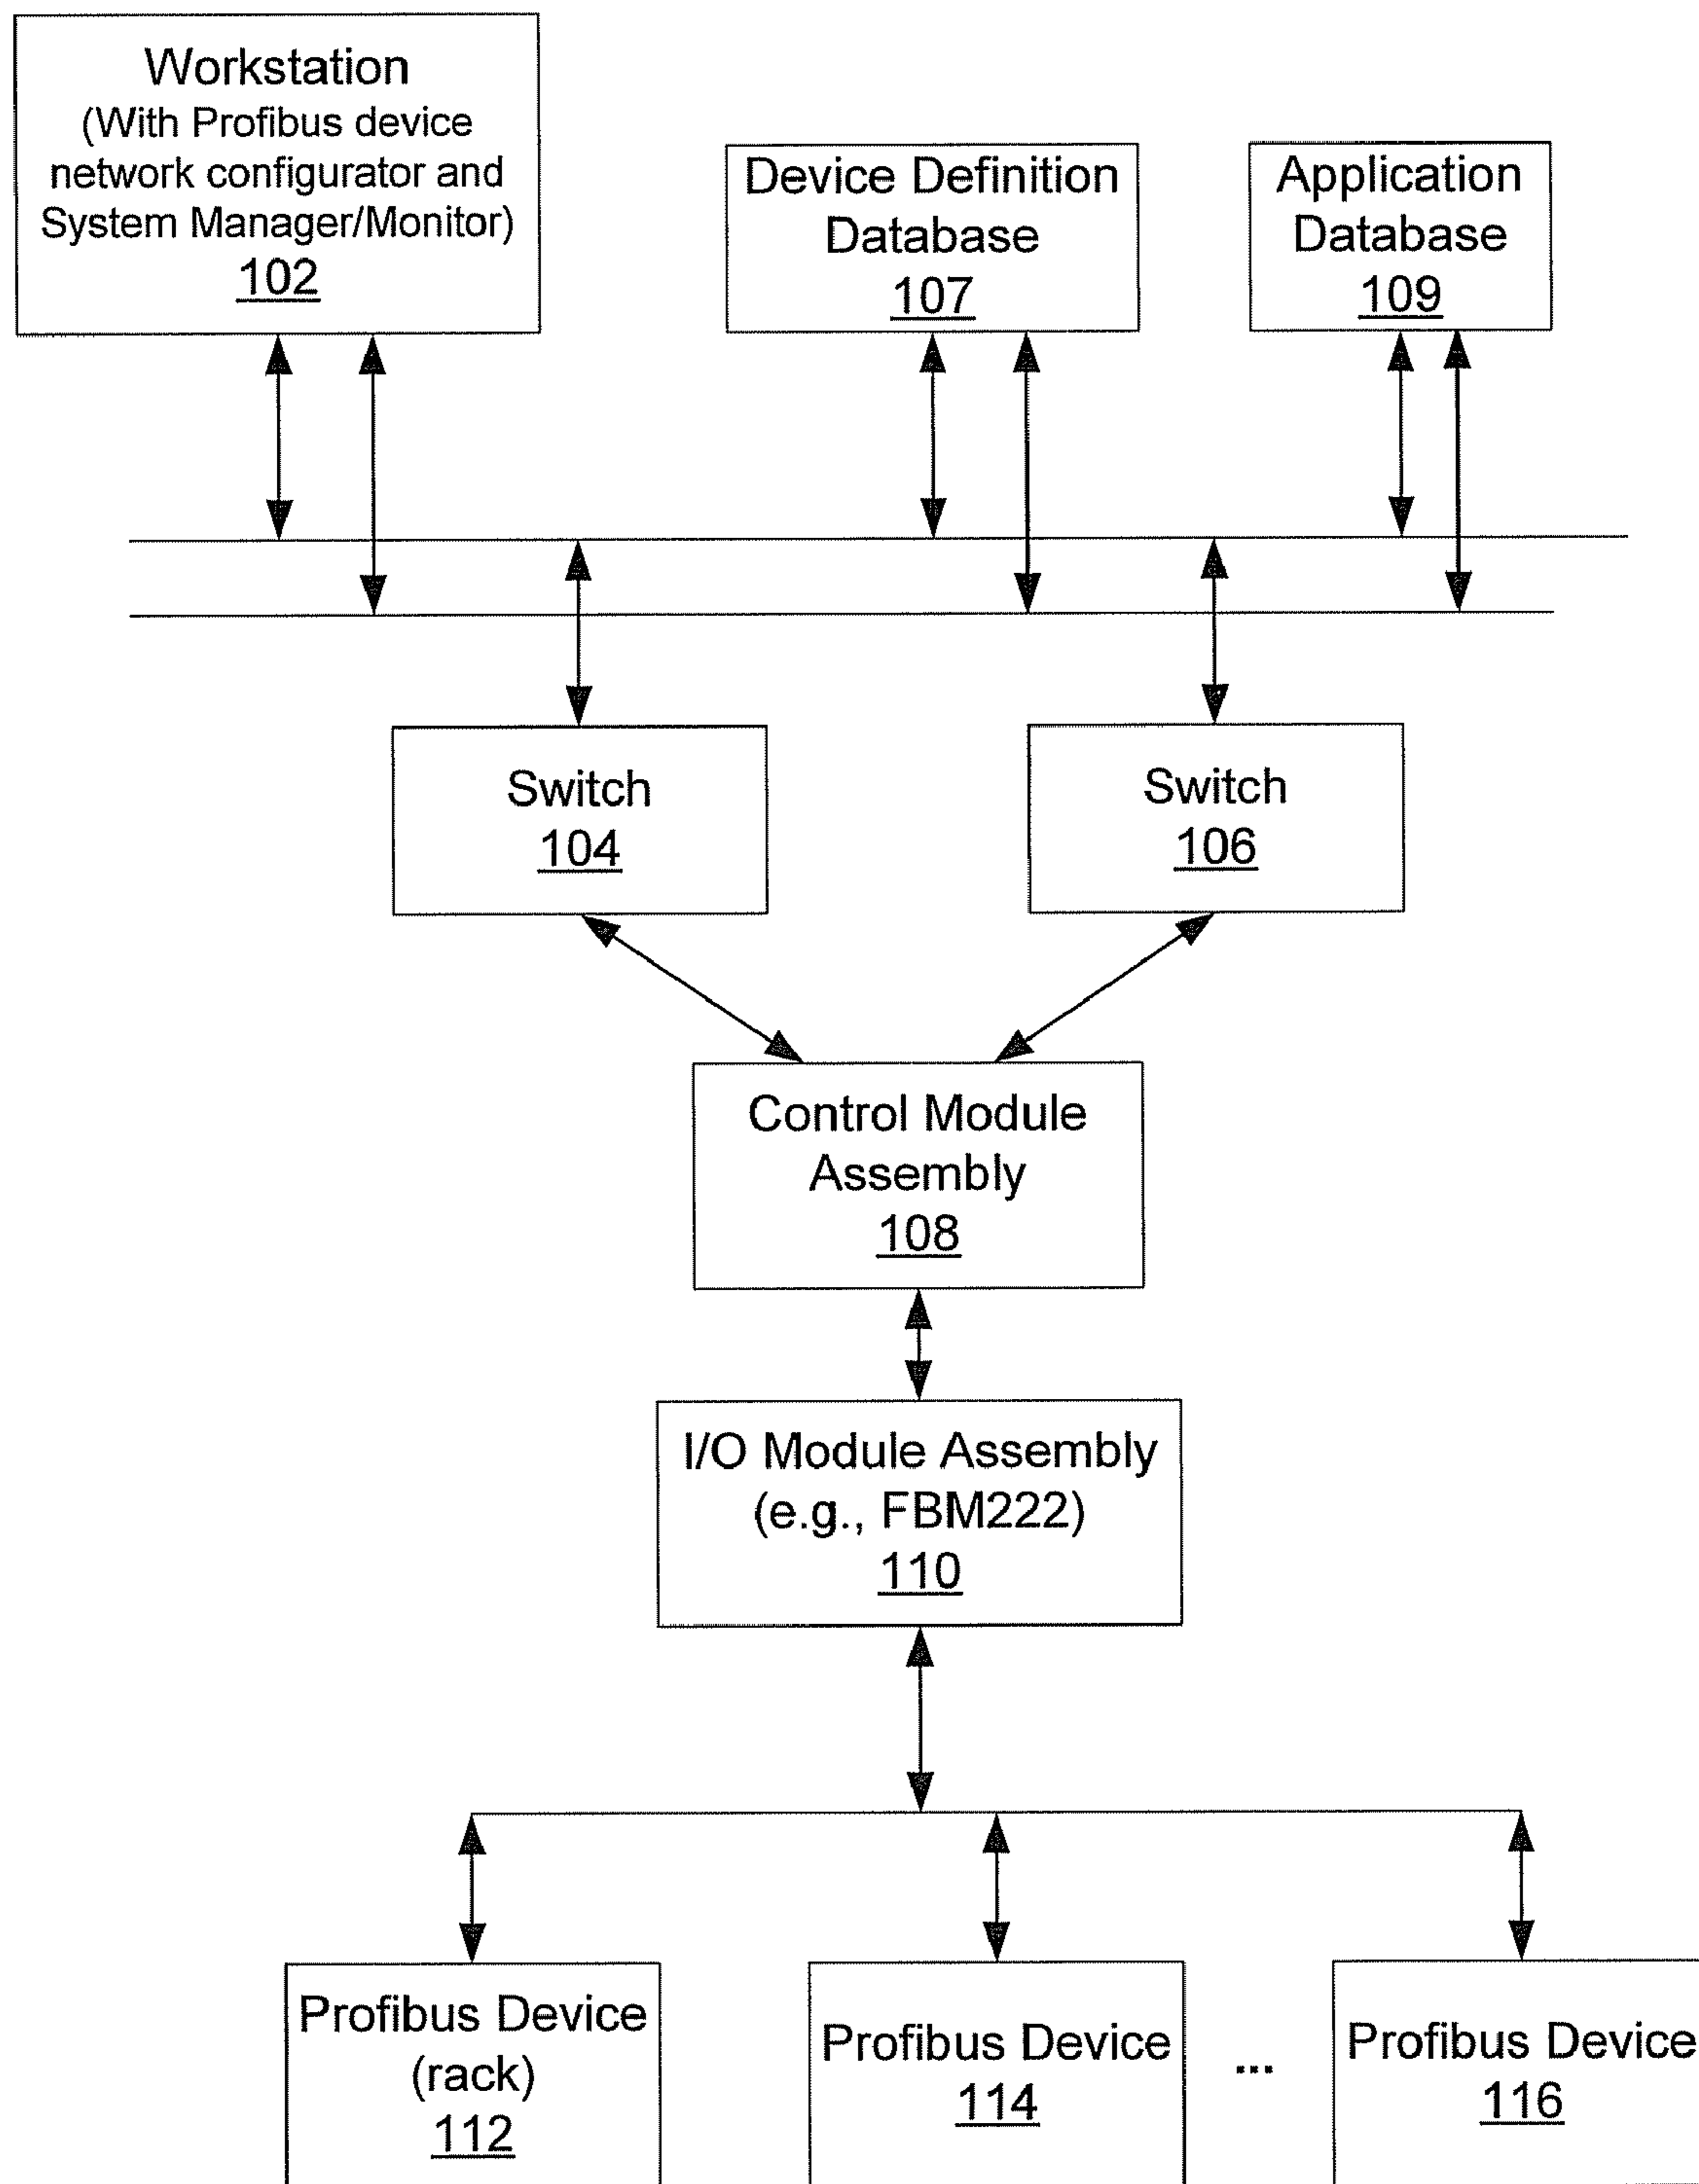 Workstation
(With Profibus device
network configurator and
System Manager/Monitor)
102
Device Definition
Database
107
Application
Database
109
Switch
104
Switch
106
Control Module
Assembly
108
I/O Module Assembly
(e.g., FBM222)
110
Profibus Device
(rack)
112
Profibus Device
114
...
Profibus Device
116